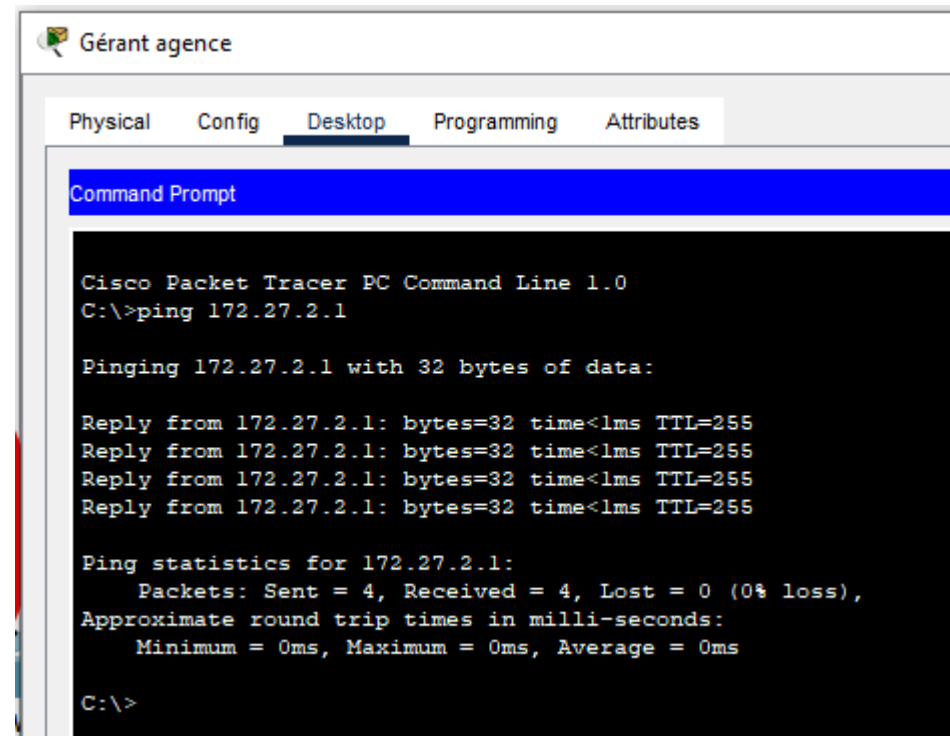 Gérant agence
Physical Config Desktop Programming Attributes
Command Prompt
Cisco Packet Tracer PC Command Line 1.0
C:\>ping 172.27.2.1
Pinging 172.27.2.1 with 32 bytes of data:
Reply from 172.27.2.1: bytes=32 time<1ms TTL=255
Reply from 172.27.2.1: bytes=32 time<1ms TTL=255
Reply from 172.27.2.1: bytes=32 time<1ms TTL=255
Reply from 172.27.2.1: bytes=32 time<1ms TTL=255
Ping statistics for 172.27.2.1:
Packets: Sent = 4, Received = 4, Lost = 0 (0% loss),
Approximate round trip times in milli-seconds:
Minimum = 0ms, Maximum = 0ms, Average = 0ms
C:\>